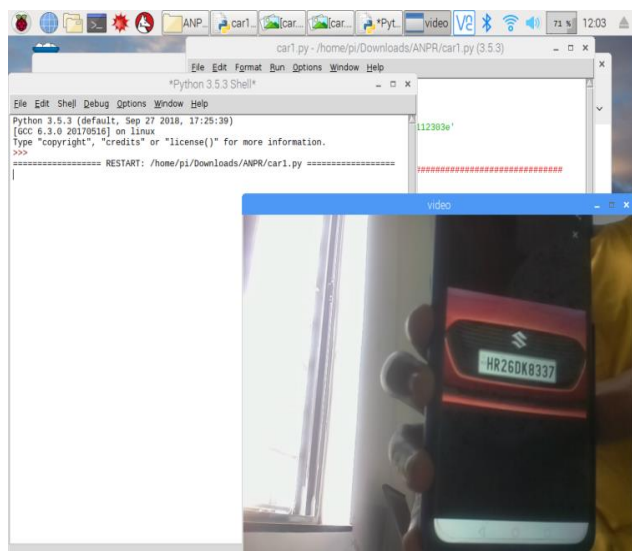 ANP...
car1...
[car...
[car...
*Pyt...
video
71 %
12:03
car1.py - /home/pi/Downloads/ANPR/car1.py (3.5.3)
File Edit Format Run Options Window Help
112303e'
##############################
*Python 3.5.3 Shell*
File Edit Shell Debug Options Window Help
Python 3.5.3 (default, Sep 27 2018, 17:25:39)
[GCC 6.3.0 20170516] on linux
Type "copyright", "credits" or "license()" for more information.
>>>
================== RESTART: /home/pi/Downloads/ANPR/car1.py ==================
video
HR26DK8337